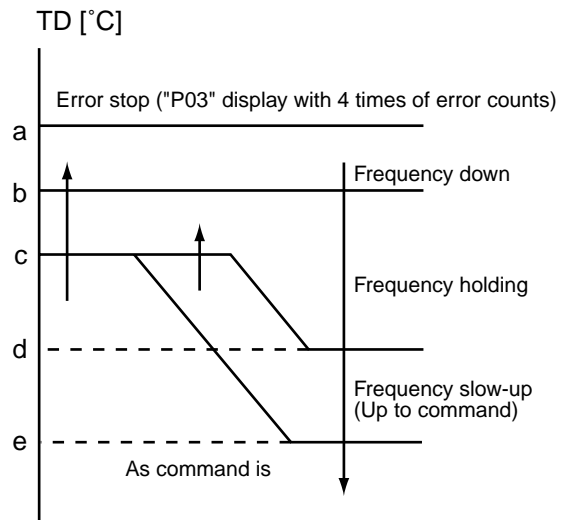 TD [˚C]
Error stop ("P03" display with 4 times of error counts)
a
Frequency down
b
c
Frequency holding
d
Frequency slow-up
(Up to command)
e
As command is